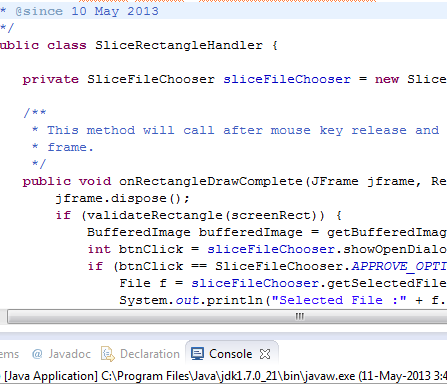 * @since 10 May 2013
*/
public class SliceRectangleHandler {
private SliceFileChooser sliceFileChooser = new Slice
/**
* This method will call after mouse key release and
* frame.
*/
public void onRectangleDrawComplete(JFrame jframe, Re
jframe.dispose();
if (validateRectangle(screenRect)) {
BufferedImage bufferedImage = getBufferedImag
int btnClick = sliceFileChooser.showOpenDialo
if (btnClick == SliceFileChooser.APPROVE_OPTI
File f = sliceFileChooser.getSelectedFile
System.out.println("Selected File :" + f.
ems @ Javadoc Declaration Console
[Java Application] C:\Program Files\Java\jdk1.7.0_21\bin\javaw.exe (11-May-2013 3:4